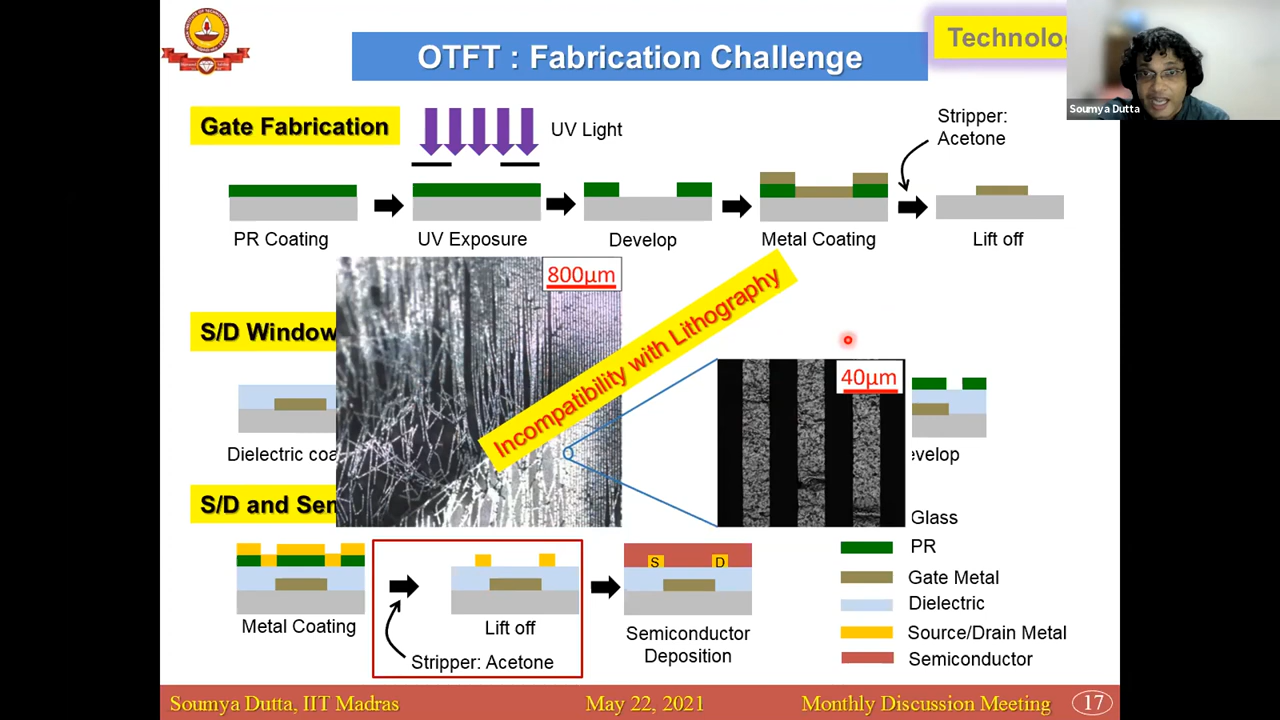 OTFT : Fabrication Challenge
Technolo
Soumya Dutta
Gate Fabrication
UV Light
Stripper:
Acetone
PR Coating
UV Exposure
Develop
Metal Coating
Lift off
800µm
Incompatibility with Lithography
S/D Window
40µm
Dielectric coa
evelop
S/D and Sen
Glass
PR
Gate Metal
Dielectric
Source/Drain Metal
Semiconductor
S
D
Metal Coating
Lift off
Stripper: Acetone
Semiconductor
Deposition
Soumya Dutta, IIT Madras
May 22, 2021
Monthly Discussion Meeting
17